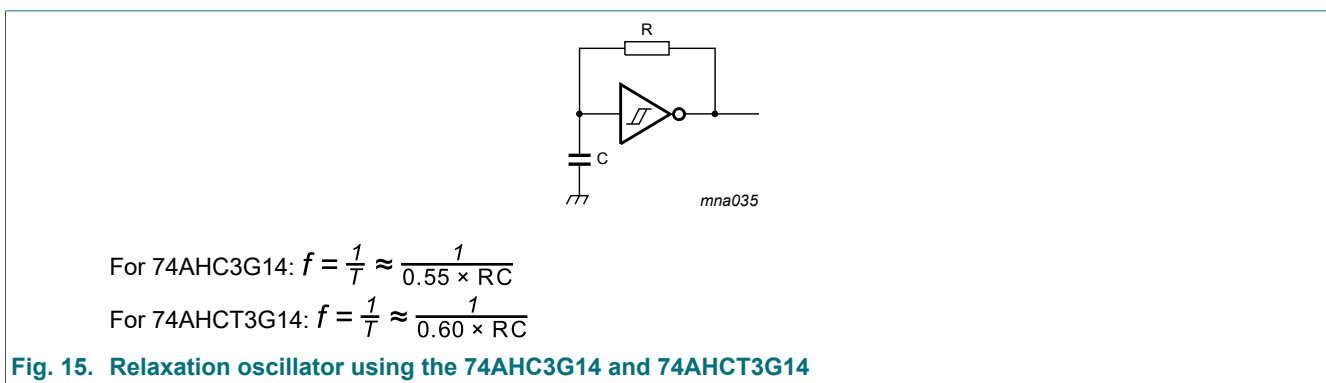 R
C
mna035
For 74AHC3G14: f = 1/T ≈ 1/(0.55 × RC)
For 74AHCT3G14: f = 1/T ≈ 1/(0.60 × RC)
Fig. 15. Relaxation oscillator using the 74AHC3G14 and 74AHCT3G14